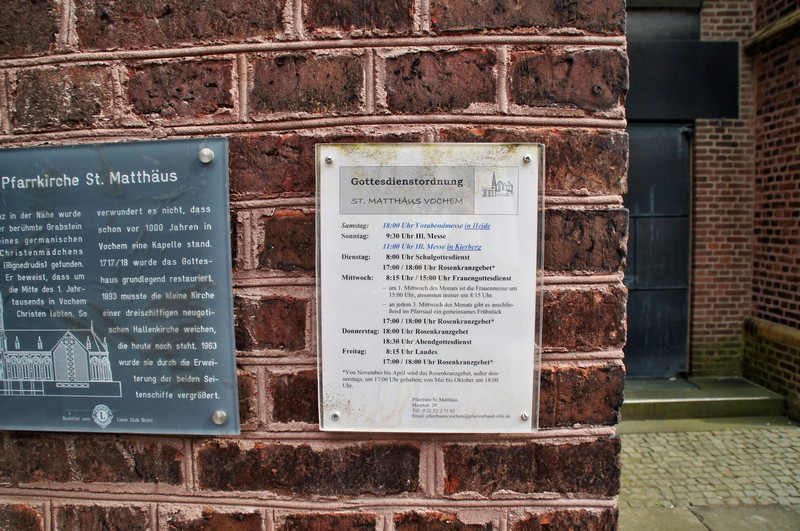 Pfarrkirche St. Matthäus
nz in der Nähe wurde
er berühmte Grabstein
eines germanischen
Christenmädchens
(Rignedrudis) gefunden.
Er beweist, dass um
die Mitte des 1. Jahr-
tausends in Vochem
Christen lebten. So
verwundert es nicht, dass
schon vor 1000 Jahren in
Vochem eine Kapelle stand.
1717/18 wurde das Gottes-
haus grundlegend restauriert.
1893 musste die kleine Kirche
einer dreischiffigen neugoti-
schen Hallenkirche weichen,
die heute noch steht. 1963
wurde sie durch die Erwei-
terung der beiden Sei-
tenschiffe vergrößert.
Gestiftet vom Lions Club Brühl
Gottesdienstordnung
ST. MATTHÄUS VOCHEM
Samstag: 18:00 Uhr Vorabendmesse in Heide
Sonntag: 9:30 Uhr Hl. Messe
11:00 Uhr Hl. Messe in Kierberg
Dienstag: 8:00 Uhr Schulgottesdienst
17:00 / 18:00 Uhr Rosenkranzgebet*
Mittwoch: 8:15 Uhr / 15:00 Uhr Frauengottesdienst
– am 1. Mittwoch des Monats ist die Frauenmesse um
15:00 Uhr, ansonsten immer um 8:15 Uhr.
– an jedem 3. Mittwoch des Monats gibt es anschlie-
ßend im Pfarrsaal ein gemeinsames Frühstück
17:00 / 18:00 Uhr Rosenkranzgebet*
Donnerstag: 18:00 Uhr Rosenkranzgebet
18:30 Uhr Abendgottesdienst
Freitag: 8:15 Uhr Laudes
17:00 / 18:00 Uhr Rosenkranzgebet*
*Von November bis April wird das Rosenkranzgebet, außer don-
nerstags, um 17:00 Uhr gehalten; von Mai bis Oktober um 18:00
Uhr.
Pfarrbüro St. Matthäus
Hauptstr. 29